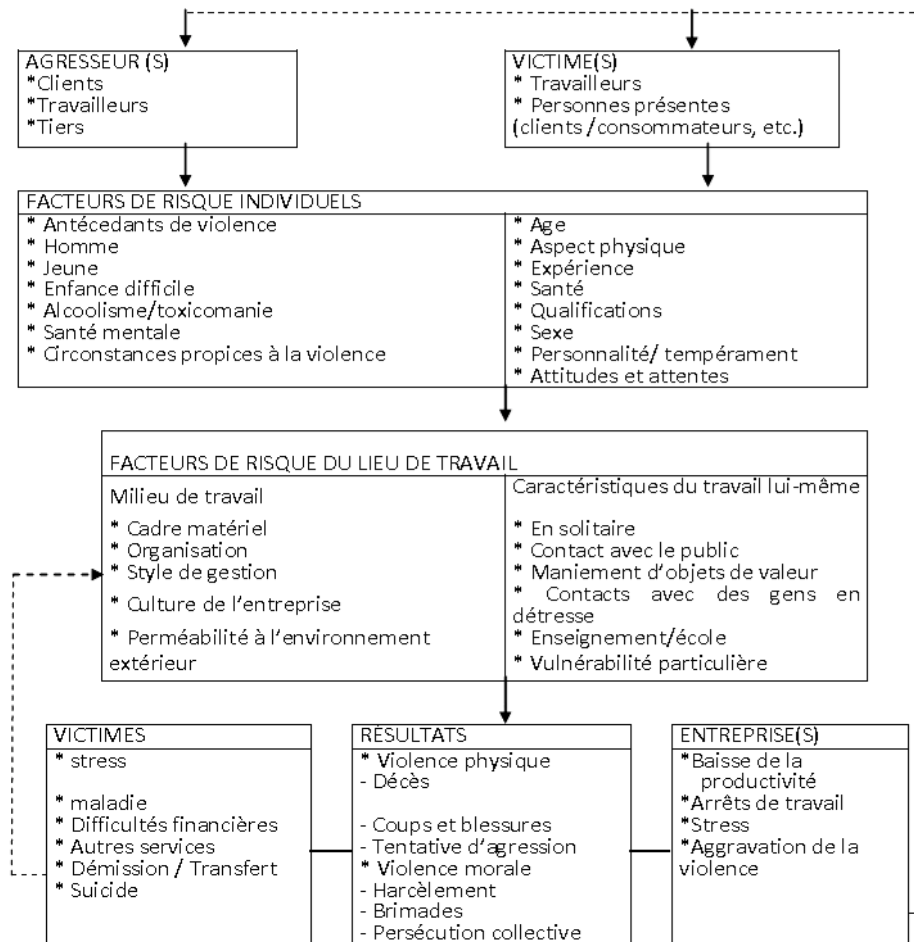 AGRESSEUR (S)
*Clients
*Travailleurs
*Tiers
VICTIME(S)
* Travailleurs
* Personnes présentes
(clients /consommateurs, etc.)
FACTEURS DE RISQUE INDIVIDUELS
* Antécédants de violence
* Homme
* Jeune
* Enfance difficile
* Alcoolisme/toxicomanie
* Santé mentale
* Circonstances propices à la violence
* Age
* Aspect physique
* Expérience
* Santé
* Qualifications
* Sexe
* Personnalité/ tempérament
* Attitudes et attentes
FACTEURS DE RISQUE DU LIEU DE TRAVAIL
Milieu de travail
* Cadre matériel
* Organisation
* Style de gestion
* Culture de l'entreprise
* Perméabilité à l'environnement
extérieur
Caractéristiques du travail lui-même
* En solitaire
* Contact avec le public
* Maniement d'objets de valeur
* Contacts avec des gens en
détresse
* Enseignement/école
* Vulnérabilité particulière
VICTIMES
* stress
* maladie
* Difficultés financières
* Autres services
* Démission / Transfert
* Suicide
RÉSULTATS
* Violence physique
- Décès
- Coups et blessures
- Tentative d'agression
* Violence morale
- Harcèlement
- Brimades
- Persécution collective
ENTREPRISE(S)
*Baisse de la
productivité
*Arrêts de travail
*Stress
*Aggravation de la
violence